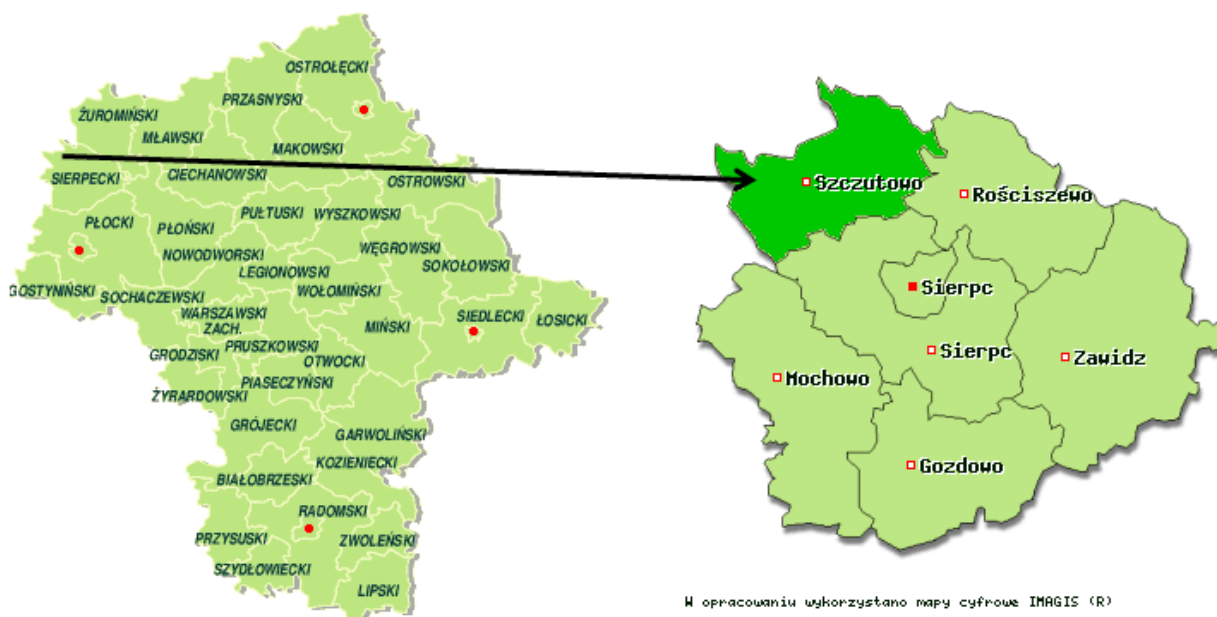 OSTROŁĘCKI
PRZASNYSKI
ŻUROMIŃSKI
MŁAWSKI
MAKOWSKI
SIERPECKI
CIECHANOWSKI
OSTROWSKI
PŁOCKI
PŁOŃSKI
PUŁTUSKI
WYSZKOWSKI
NOWODWORSKI
WĘGROWSKI
LEGIONOWSKI
SOKOŁOWSKI
GOSTYNIŃSKI
SOCHACZEWSKI
WOŁOMIŃSKI
WARSZAWSKI
ZACH.
MIŃSKI
SIEDLECKI
ŁOSICKI
GRODZISKI
PRUSZKOWSKI
OTWOCKI
PIASECZYŃSKI
ŻYRARDOWSKI
GRÓJECKI
GARWOLIŃSKI
KOZIENICKI
BIAŁOBRZESKI
RADOMSKI
PRZYSUSKI
ZWOLEŃSKI
SZYDŁOWIECKI
LIPSKI
Szczutowo
Rościszewo
Sierpc
Sierpc
Zawidz
Mochowo
Gozdowo
W opracowaniu wykorzystano mapy cyfrowe IMAGIS (R)